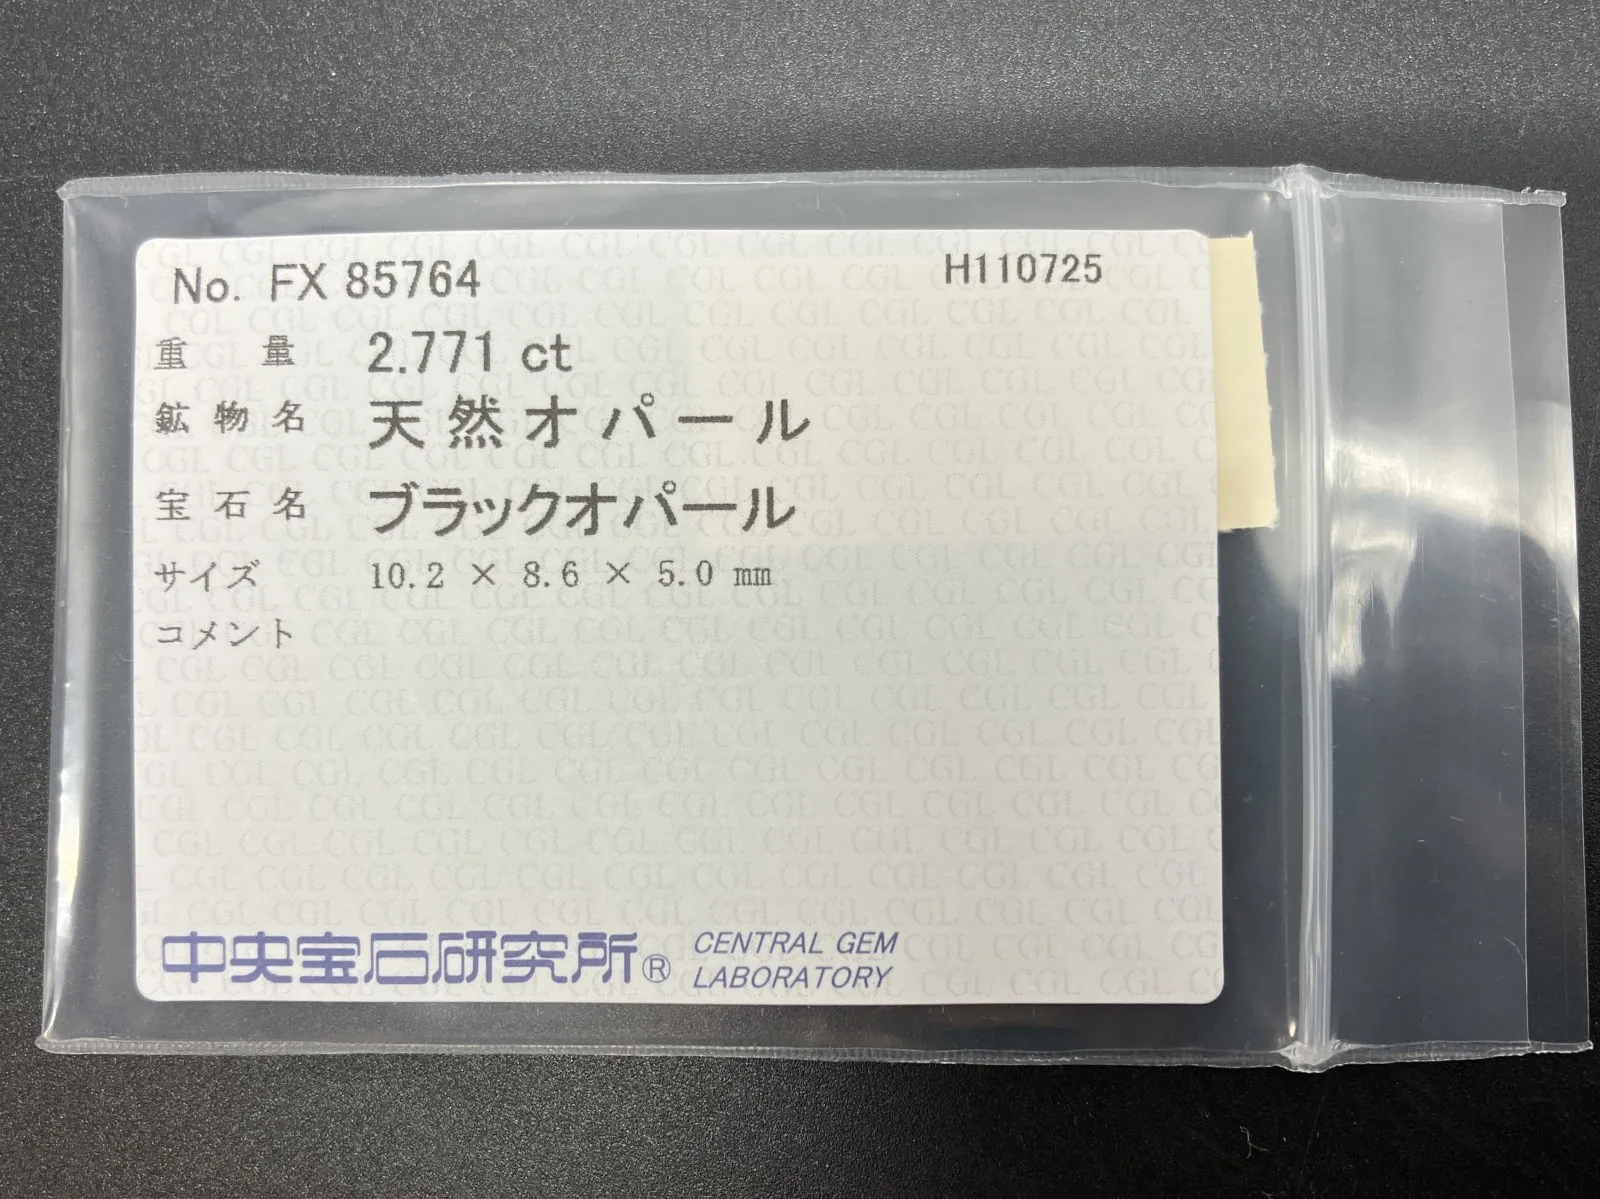 No. FX 85764 H110725
重量 2.771 ct
鉱物名 天然オパール
宝石名 ブラックオパール
サイズ 10.2 × 8.6 × 5.0 mm
コメント
中央宝石研究所® CENTRAL GEM
LABORATORY